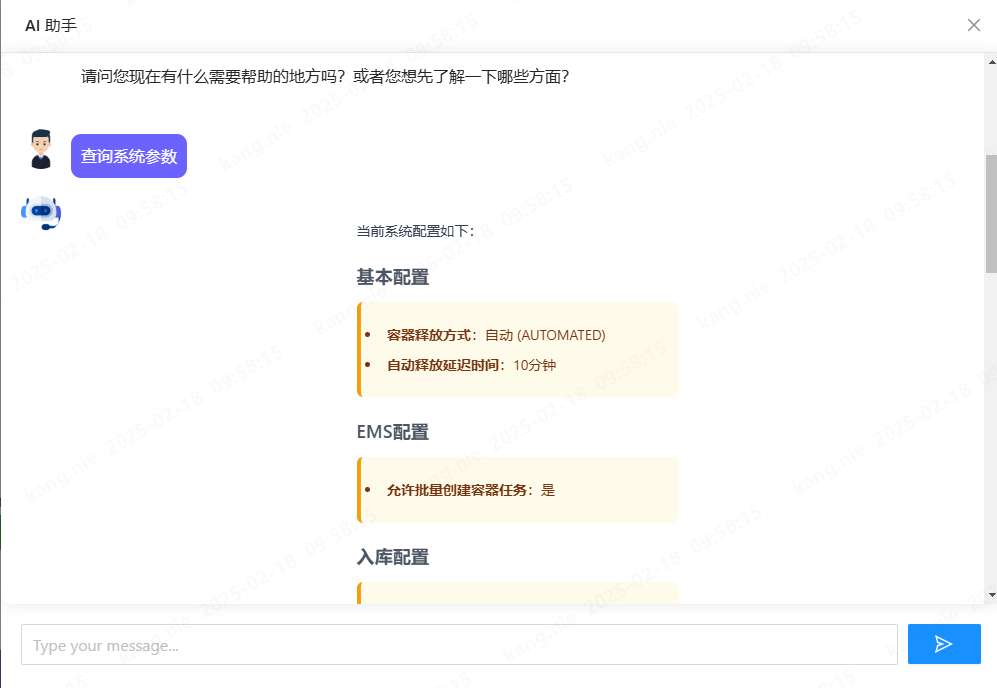 AI 助手
请问您现在有什么需要帮助的地方吗？或者您想先了解一下哪些方面？
查询系统参数
当前系统配置如下：
基本配置
容器释放方式：自动 (AUTOMATED)
自动释放延迟时间：10分钟
EMS配置
允许批量创建容器任务：是
入库配置
Type your message...
kang.nie 2025-02-18 09:58:15